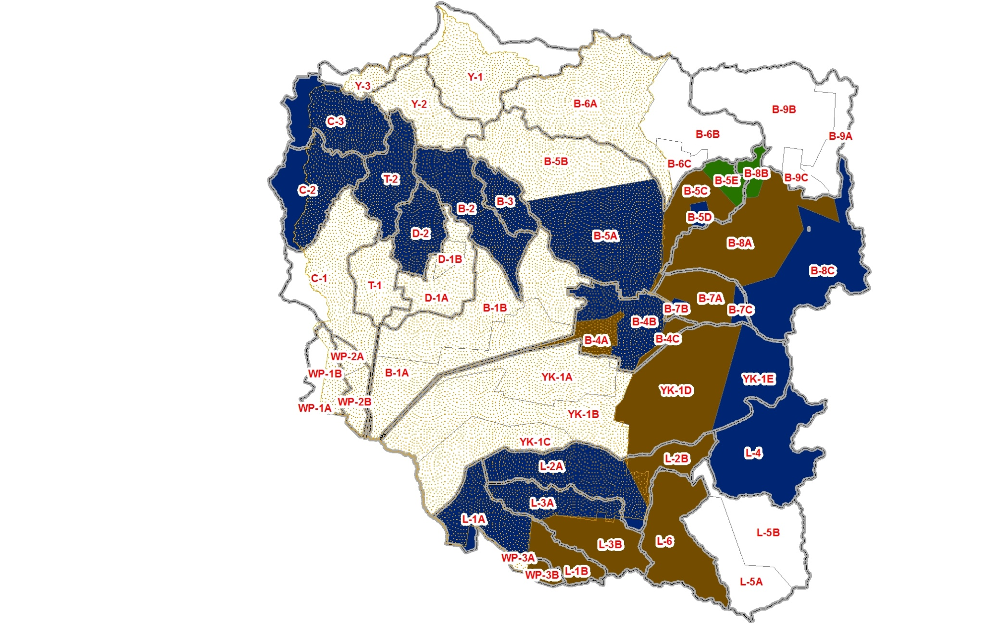 Y-1
Y-3
Y-2
B-6A
B-9B
C-3
B-6B
B-9A
B-5B
B-6C
B-8B
T-2
B-5E
B-9C
C-2
B-5C
B-3
B-2
B-5D
D-2
B-5A
B-8A
D-1B
B-8C
C-1
T-1
D-1A
B-7A
B-1B
B-7B
B-7C
B-4B
B-4C
B-4A
WP-2A
WP-1B
B-1A
YK-1A
YK-1E
YK-1D
WP-2B
WP-1A
YK-1B
YK-1C
L-4
L-2B
L-2A
L-3A
L-1A
L-5B
L-6
L-3B
WP-3A
L-1B
WP-3B
L-5A